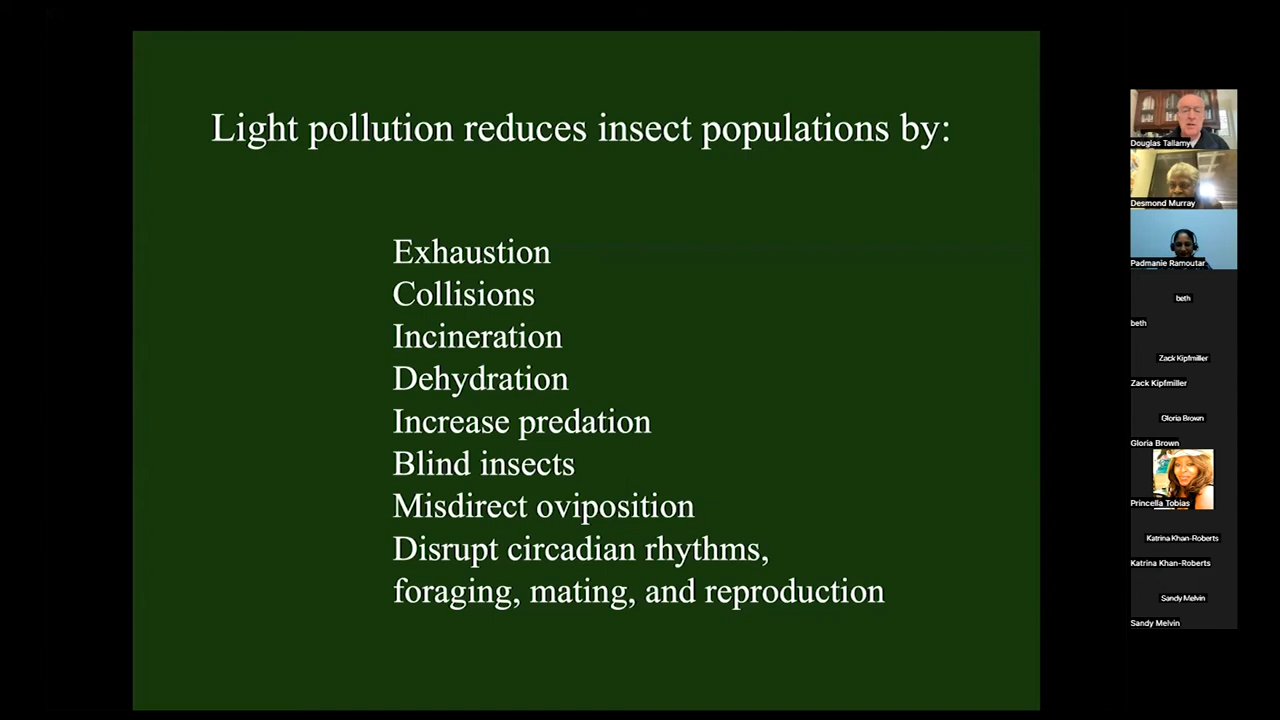 Light pollution reduces insect populations by:
Exhaustion
Collisions
Incineration
Dehydration
Increase predation
Blind insects
Misdirect oviposition
Disrupt circadian rhythms,
foraging, mating, and reproduction
Douglas Tallamy
Desmond Murray
Padmanie Ramoutar
beth
beth
Zack Kipfmiller
Zack Kipfmiller
Gloria Brown
Gloria Brown
Princella Tobias
Katrina Khan-Roberts
Katrina Khan-Roberts
Sandy Melvin
Sandy Melvin